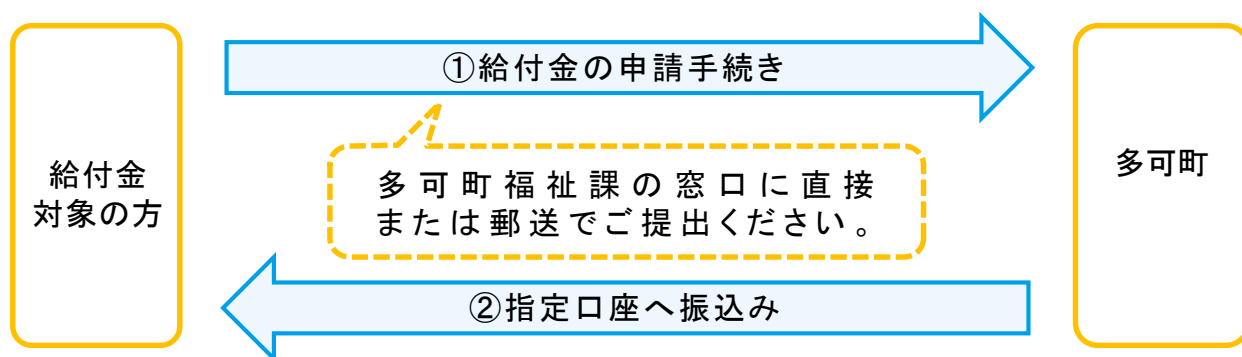 給付金
対象の方
①給付金の申請手続き
多可町福祉課の窓口に直接
または郵送でご提出ください。
②指定口座へ振込み
多可町